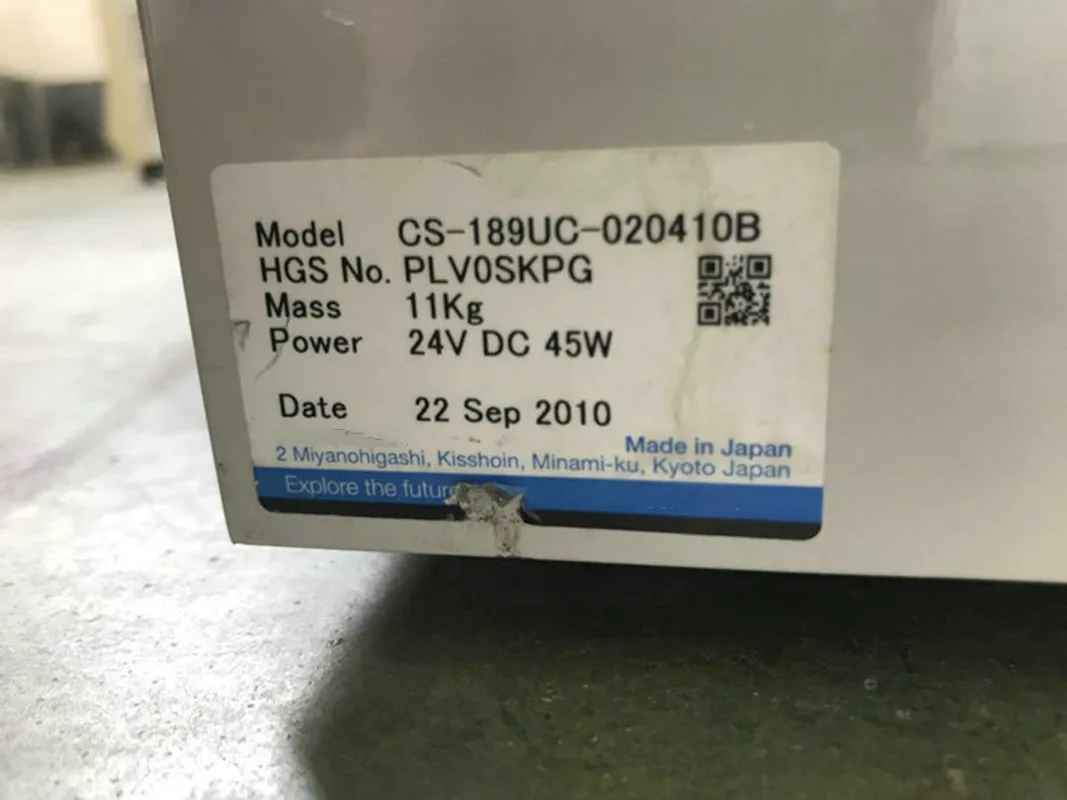 Model CS-189UC-020410B
HGS No. PLV0SKPG
Mass 11Kg
Power 24V DC 45W
Date 22 Sep 2010
Made in Japan
2 Miyanohigashi, Kisshoin, Minami-ku, Kyoto Japan
Explore the future